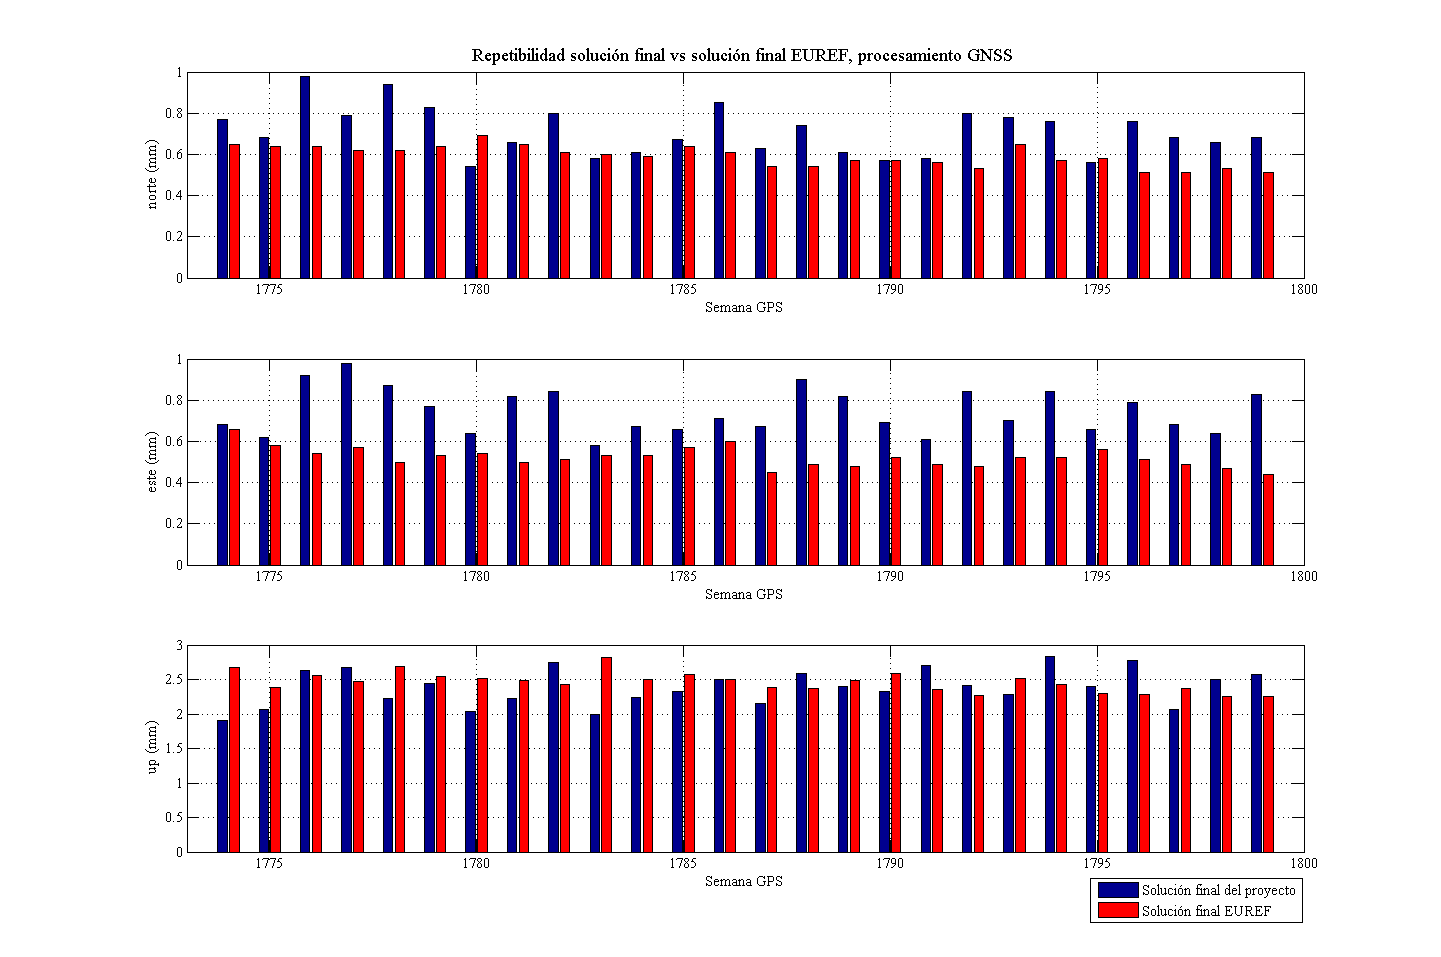 Repetibilidad solución final vs solución final EUREF, procesamiento GNSS
1
0.8
0.6
0.4
0.2
0
norte (mm)
1775 1780 1785 1790 1795 1800
Semana GPS
1
0.8
0.6
0.4
0.2
0
este (mm)
1775 1780 1785 1790 1795 1800
Semana GPS
3
2.5
2
1.5
1
0.5
0
up (mm)
1775 1780 1785 1790 1795 1800
Semana GPS
Solución final del proyecto
Solución final EUREF